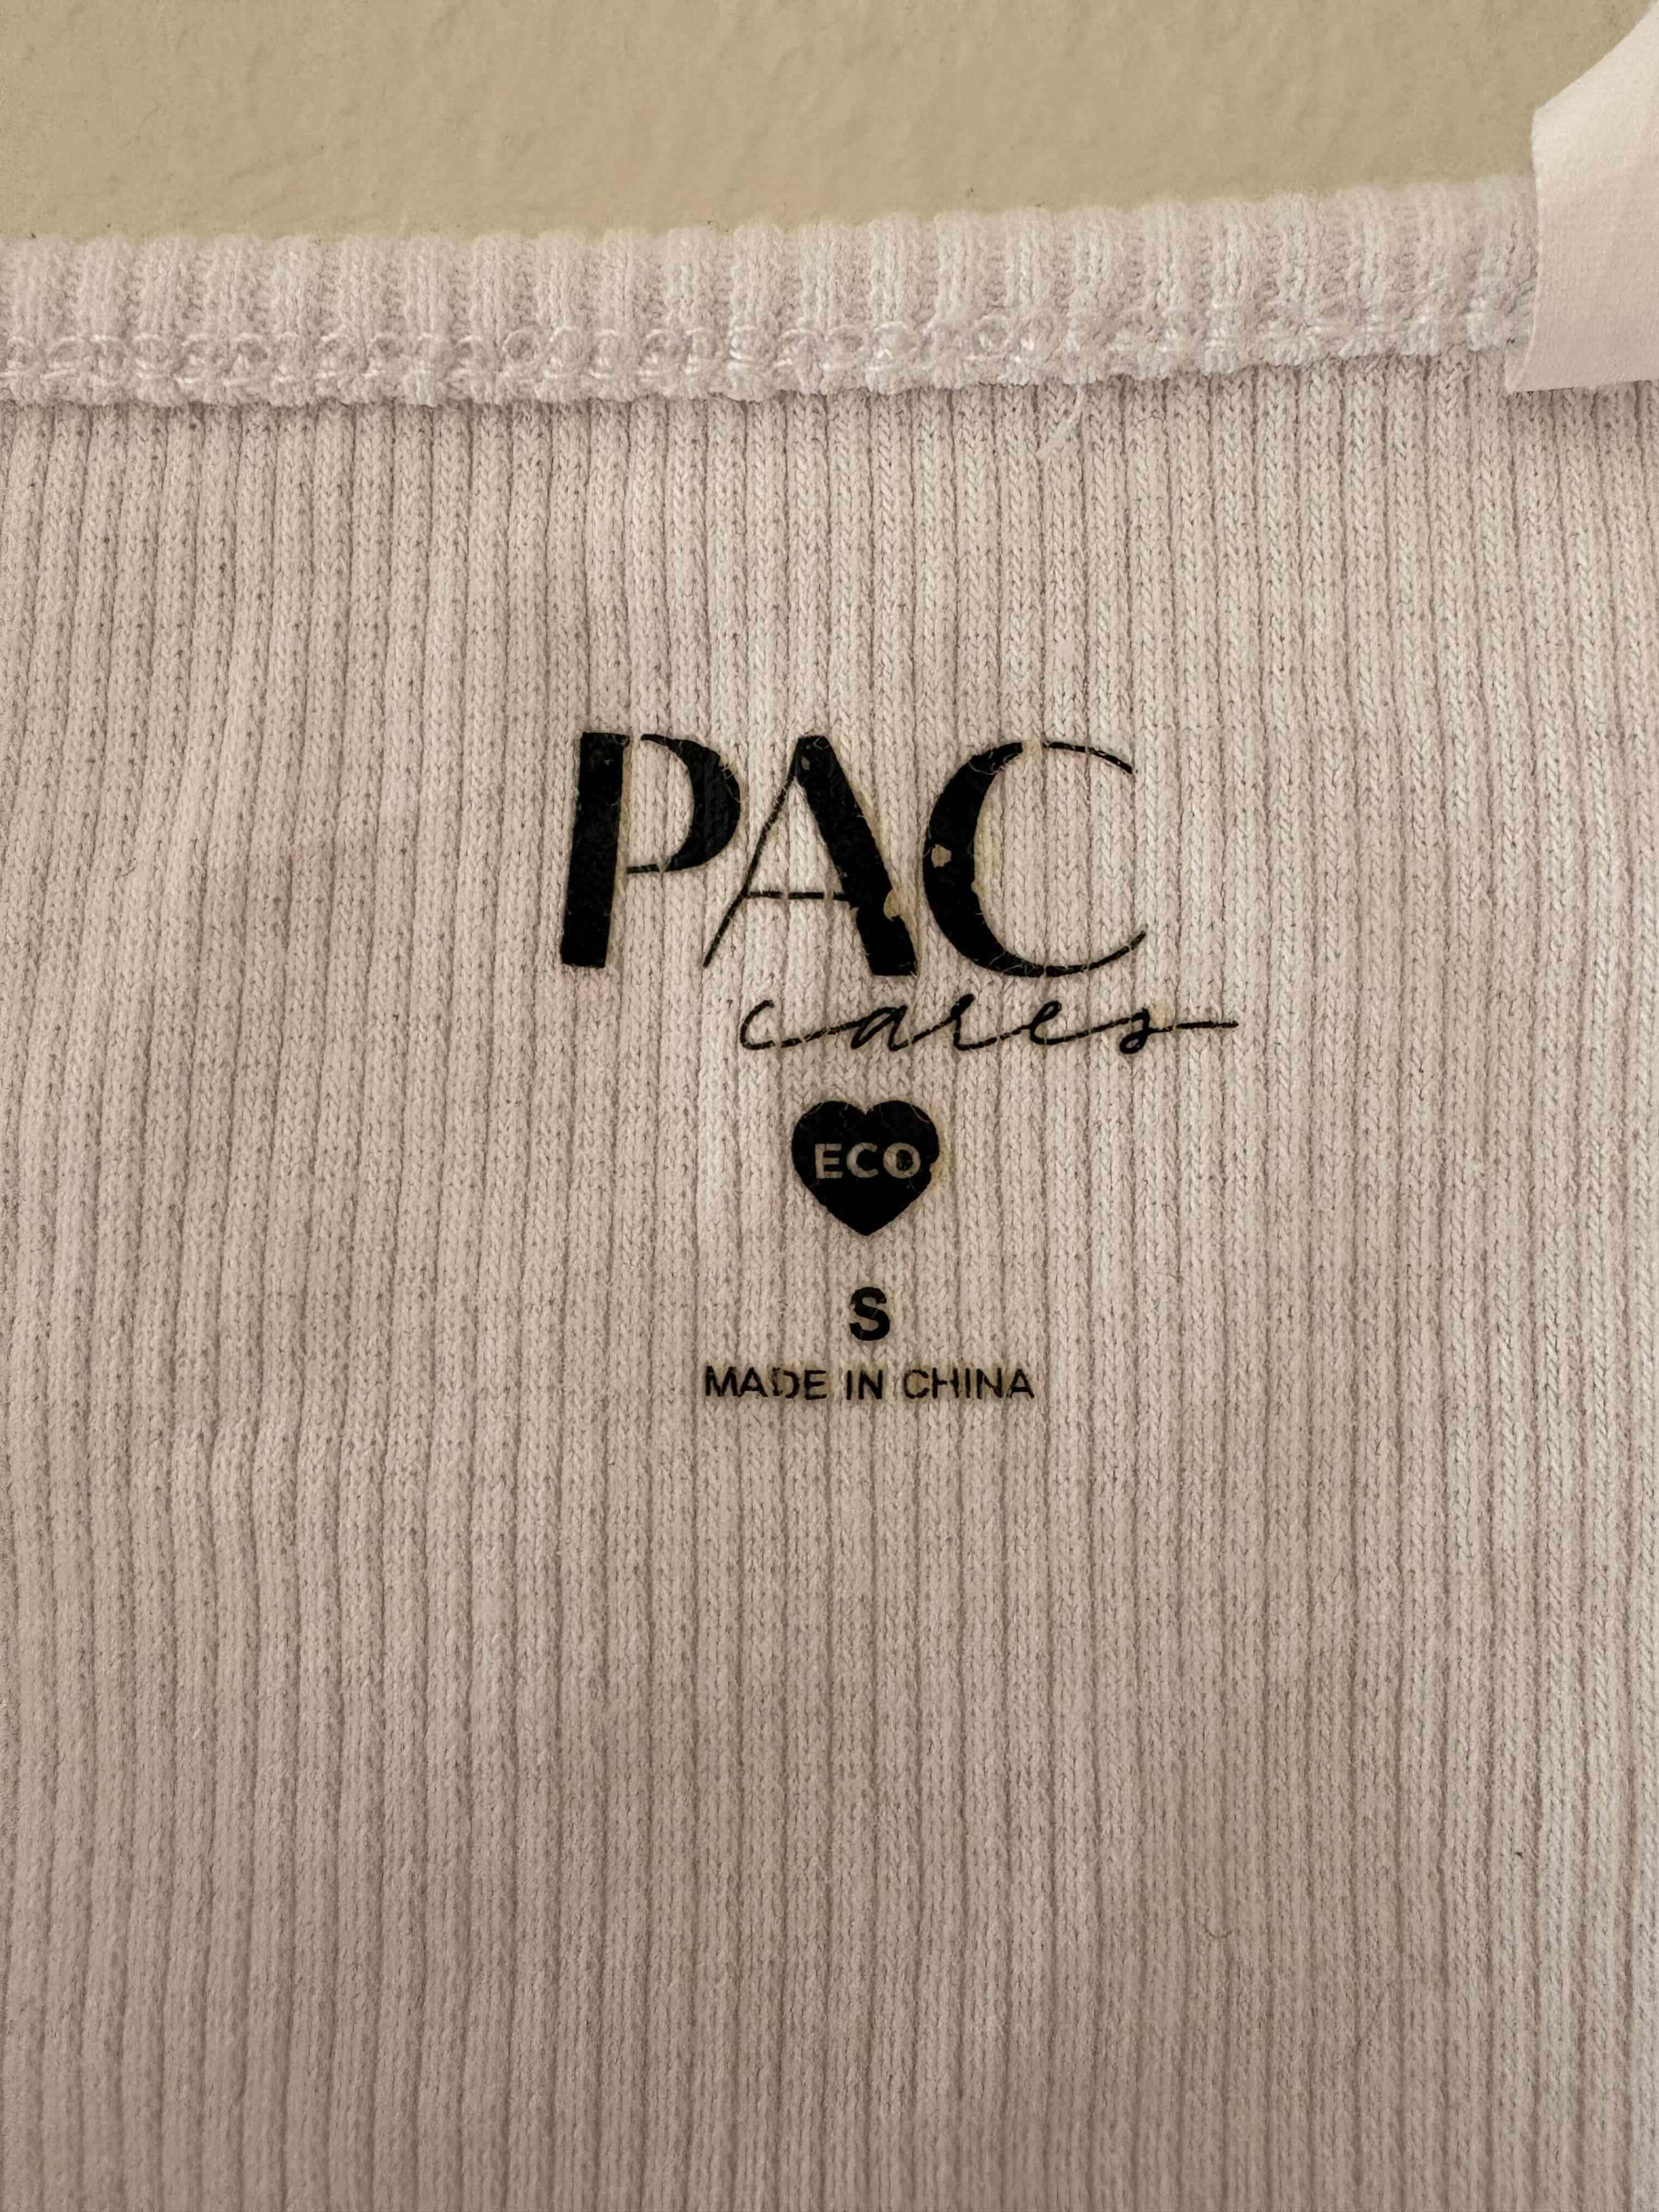 PAC
cares
ECO
S
MADE IN CHINA